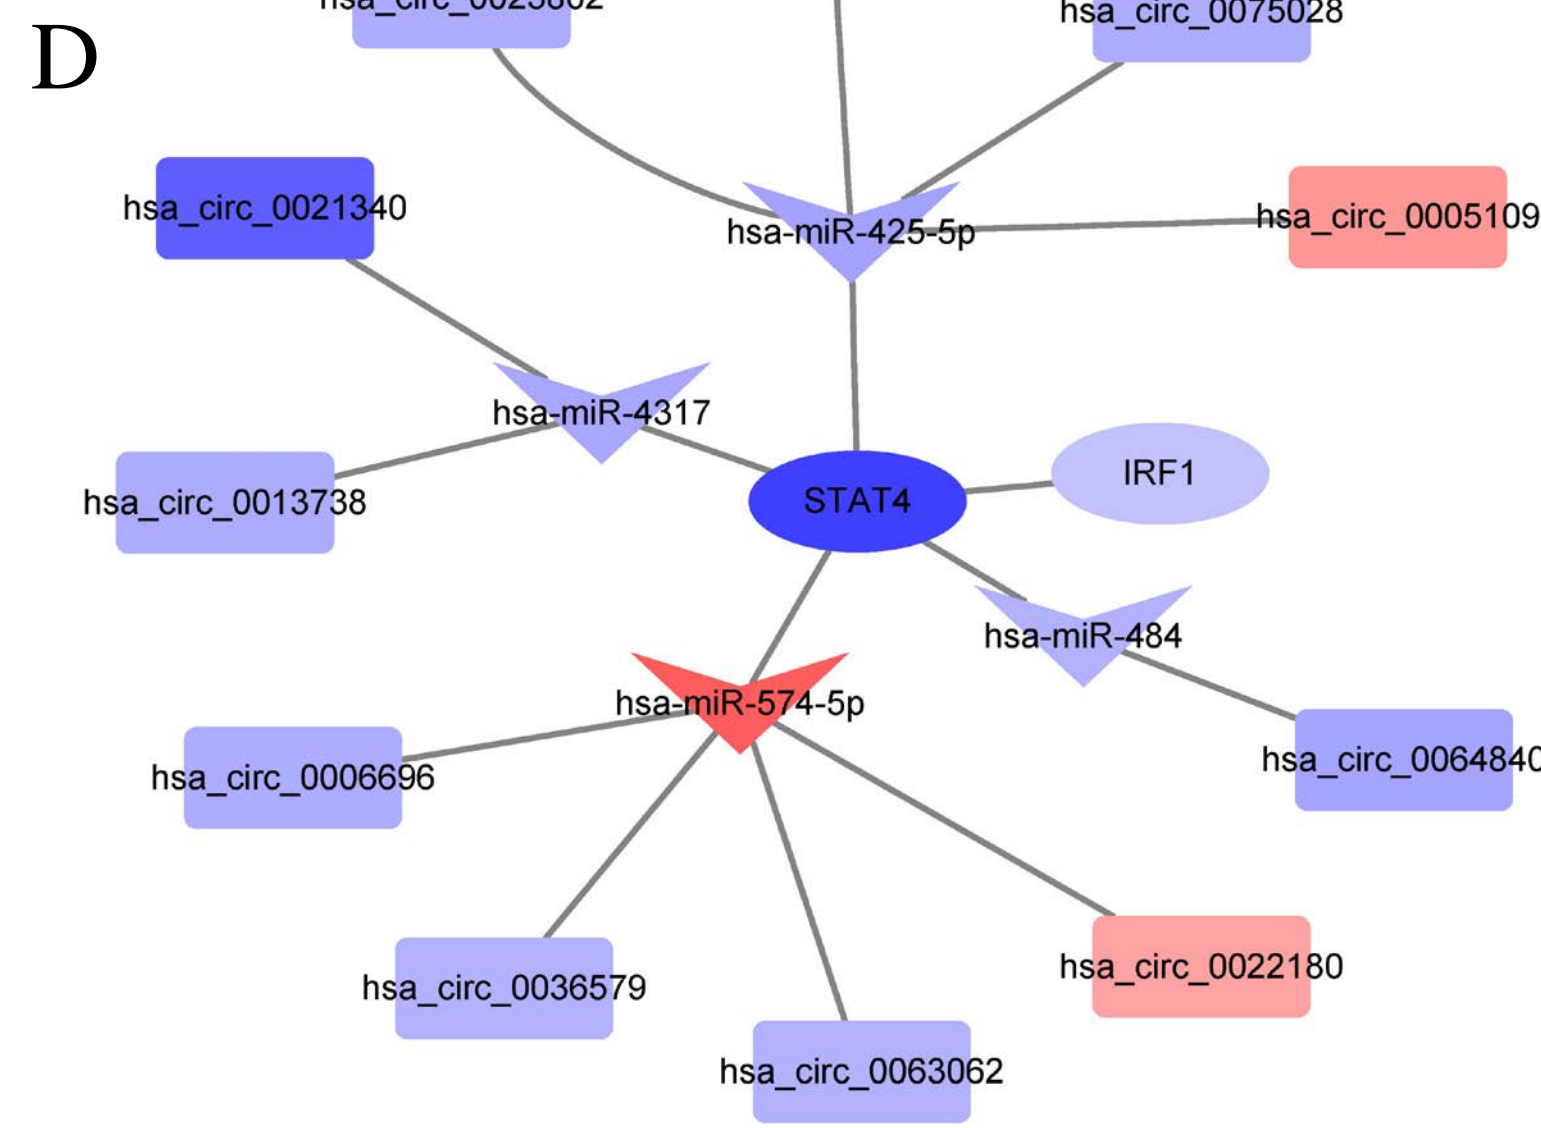 D
hsa_circ_0075028
hsa_circ_0021340
hsa-miR-425-5p
hsa_circ_0005109
hsa-miR-4317
hsa_circ_0013738
STAT4
IRF1
hsa-miR-484
hsa-miR-574-5p
hsa_circ_0006696
hsa_circ_0064840
hsa_circ_0036579
hsa_circ_0022180
hsa_circ_0063062